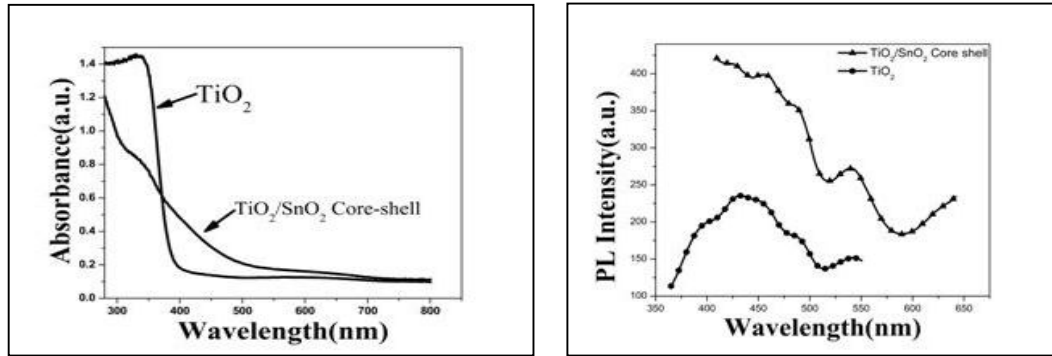 Absorbance(a.u.)
1.4
1.2
1.0
0.8
0.6
0.4
0.2
0.0
TiO₂
TiO₂/SnO₂ Core-shell
300 400 500 600 700 800
Wavelength(nm)
PL Intensity(a.u.)
400
350
300
250
200
150
100
TiO₂/SnO₂ Core shell
TiO₂
350 400 450 500 550 600 650
Wavelength(nm)